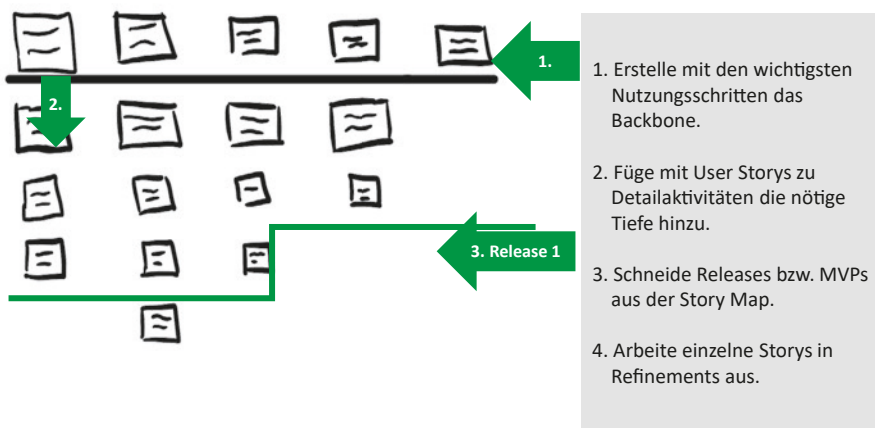 1.
2.
3. Release 1
1. Erstelle mit den wichtigsten
Nutzungsschritten das
Backbone.
2. Füge mit User Storys zu
Detailaktivitäten die nötige
Tiefe hinzu.
3. Schneide Releases bzw. MVPs
aus der Story Map.
4. Arbeite einzelne Storys in
Refinements aus.